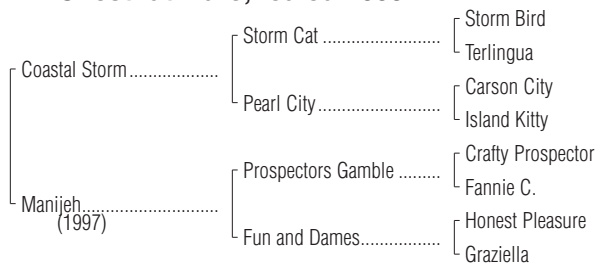 Storm Bird
Storm Cat ........................
Terlingua
Coastal Storm ..................
Carson City
Pearl City .........................
Island Kitty
Crafty Prospector
Prospectors Gamble ........
Fannie C.
Manijeh ...........................
(1997)
Honest Pleasure
Fun and Dames ................
Graziella